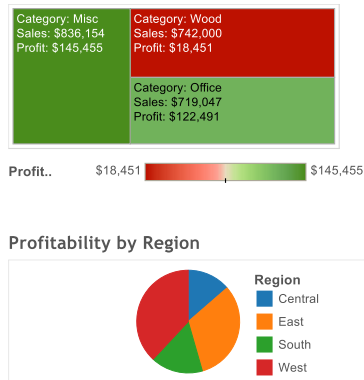 Category: Misc
Sales: $836,154
Profit: $145,455
Category: Wood
Sales: $742,000
Profit: $18,451
Category: Office
Sales: $719,047
Profit: $122,491
Profit.. $18,451 $145,455
Profitability by Region
Region
Central
East
South
West